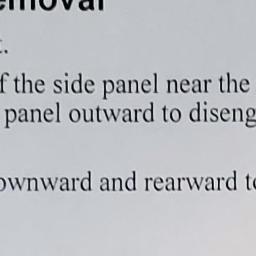 emoval
t.
f the side panel near the
panel outward to diseng
ownward and rearward to